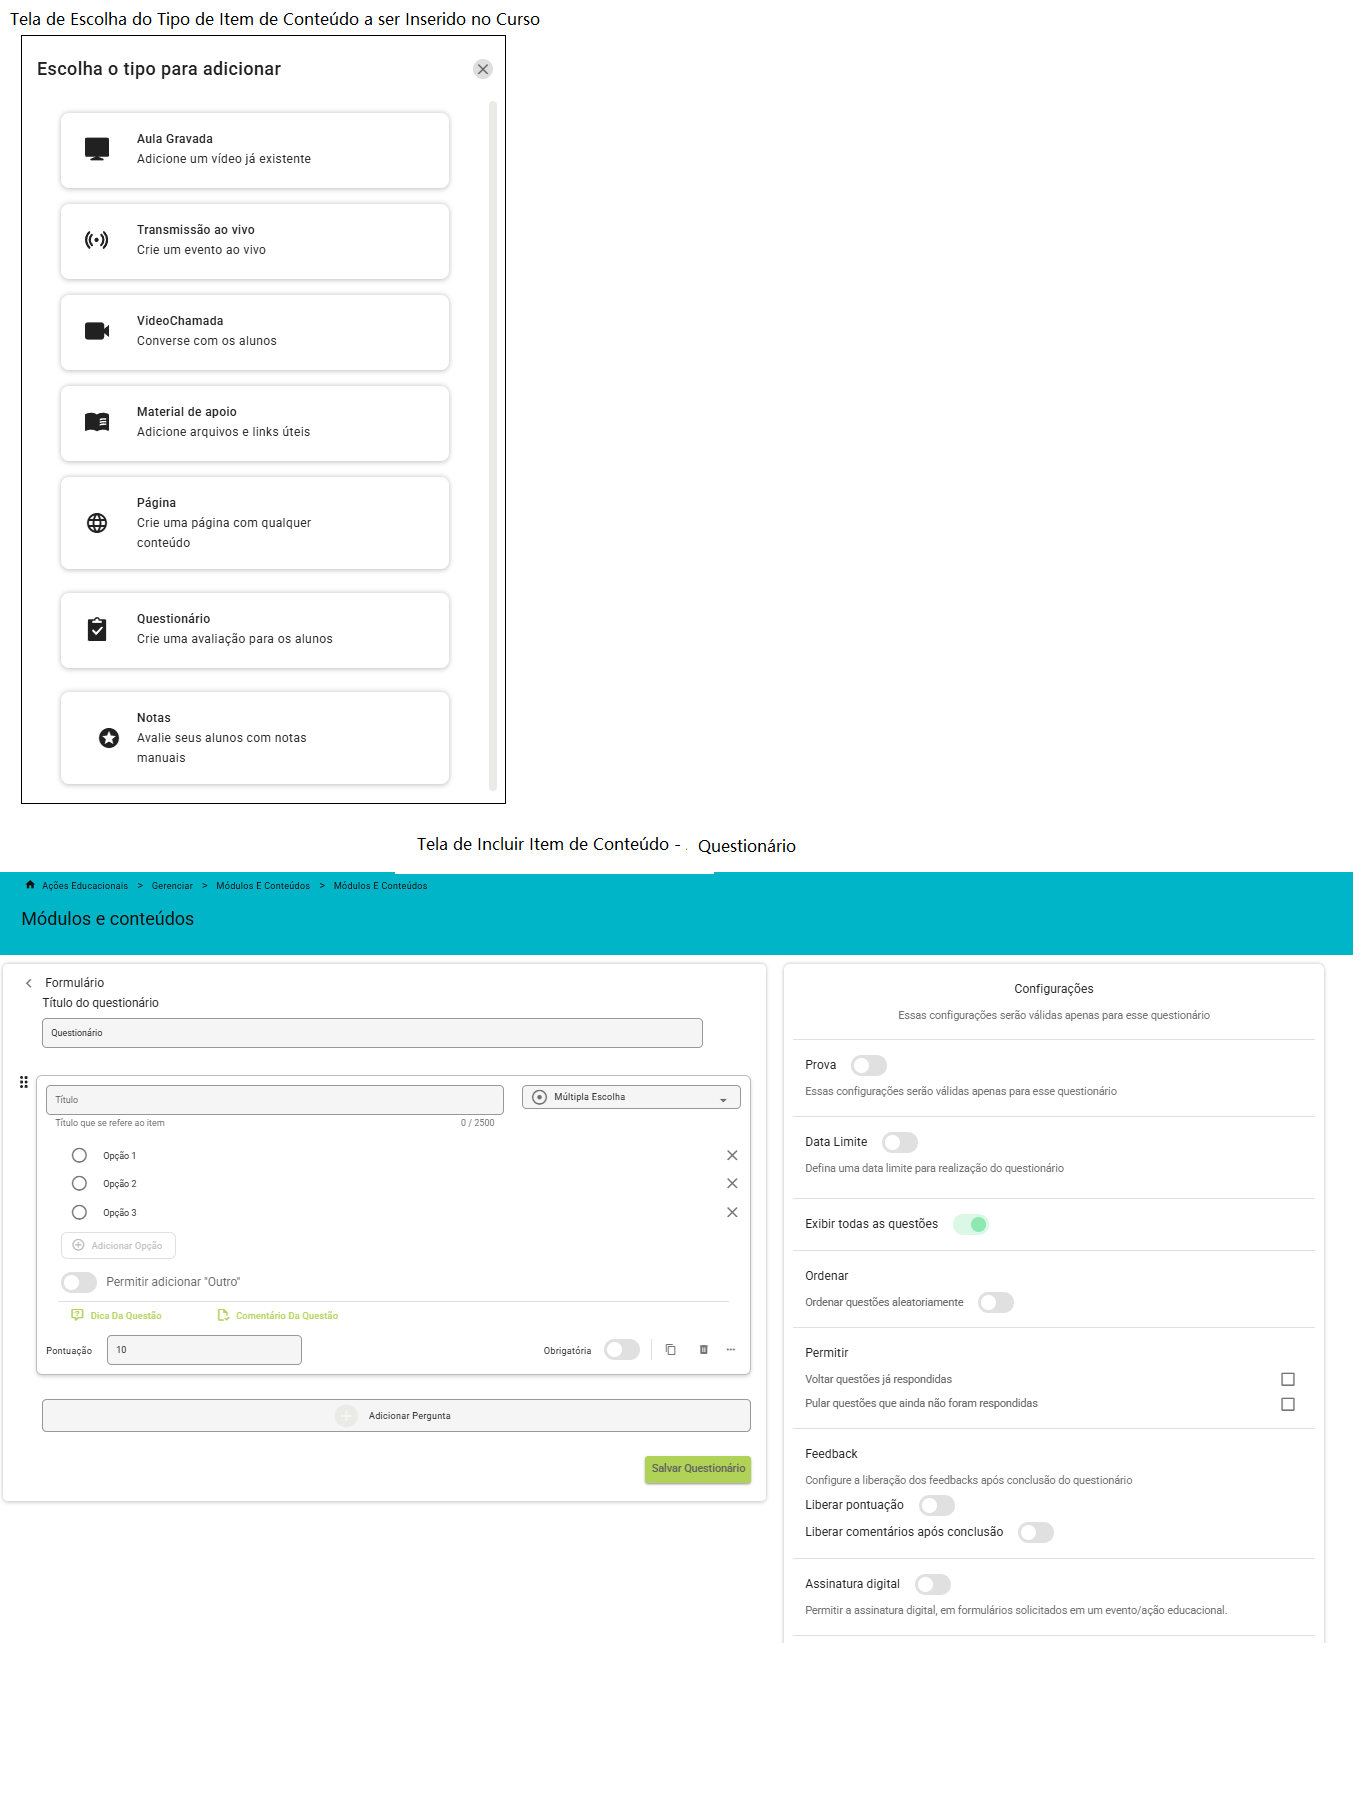 Tela de Escolha do Tipo de Item de Conteúdo a ser Inserido no Curso
Escolha o tipo para adicionar
Aula Gravada
Adicione um vídeo já existente
Transmissão ao vivo
Crie um evento ao vivo
VideoChamada
Converse com os alunos
Material de apoio
Adicione arquivos e links úteis
Página
Crie uma página com qualquer
conteúdo
Questionário
Crie uma avaliação para os alunos
Notas
Avalie seus alunos com notas
manuais
Tela de Incluir Item de Conteúdo - . Questionário
Ações Educacionais > Gerenciar > Módulos E Conteúdos > Módulos E Conteúdos
Módulos e conteúdos
Formulário
Título do questionário
Questionário
Título
Múltipla Escolha
Título que se refere ao item 0 / 2500
Opção 1
Opção 2
Opção 3
Adicionar Opção
Permitir adicionar "Outro"
Dica Da Questão Comentário Da Questão
Pontuação 10 Obrigatória
Adicionar Pergunta
Salvar Questionário
Configurações
Essas configurações serão válidas apenas para esse questionário
Prova
Essas configurações serão válidas apenas para esse questionário
Data Limite
Defina uma data limite para realização do questionário
Exibir todas as questões
Ordenar
Ordenar questões aleatoriamente
Permitir
Voltar questões já respondidas
Pular questões que ainda não foram respondidas
Feedback
Configure a liberação dos feedbacks após conclusão do questionário
Liberar pontuação
Liberar comentários após conclusão
Assinatura digital
Permitir a assinatura digital, em formulários solicitados em um evento/ação educacional.